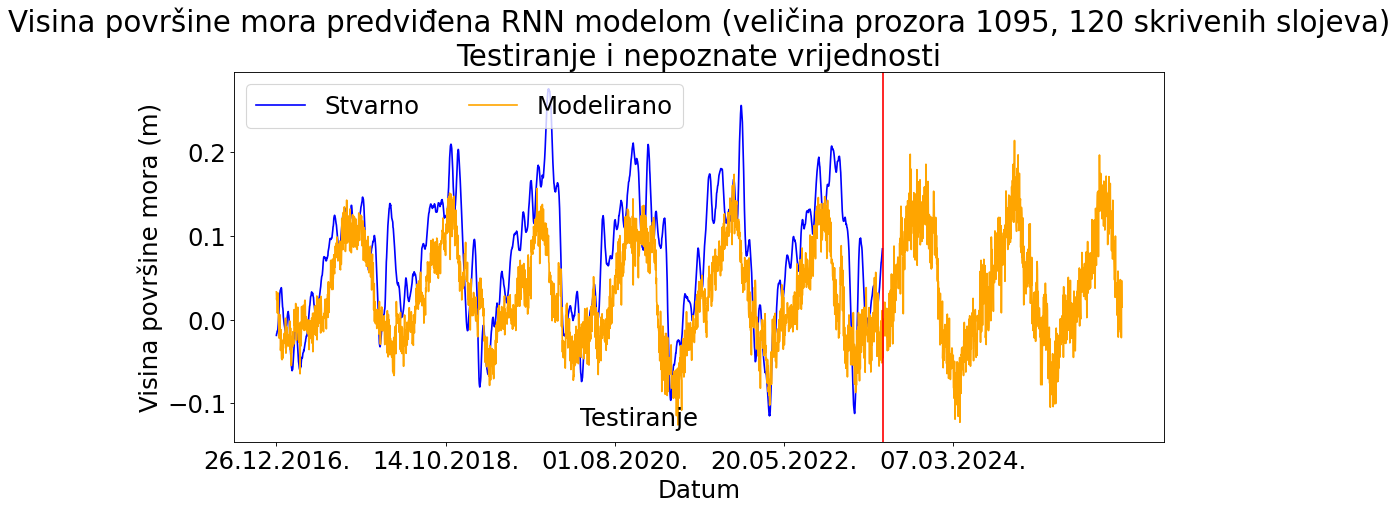 Visina površine mora predviđena RNN modelom (veličina prozora 1095, 120 skrivenih slojeva)
Testiranje i nepoznate vrijednosti
Stvarno Modelirano
Visina površine mora (m)
0.2
0.1
0.0
−0.1
Testiranje
26.12.2016. 14.10.2018. 01.08.2020. 20.05.2022. 07.03.2024.
Datum